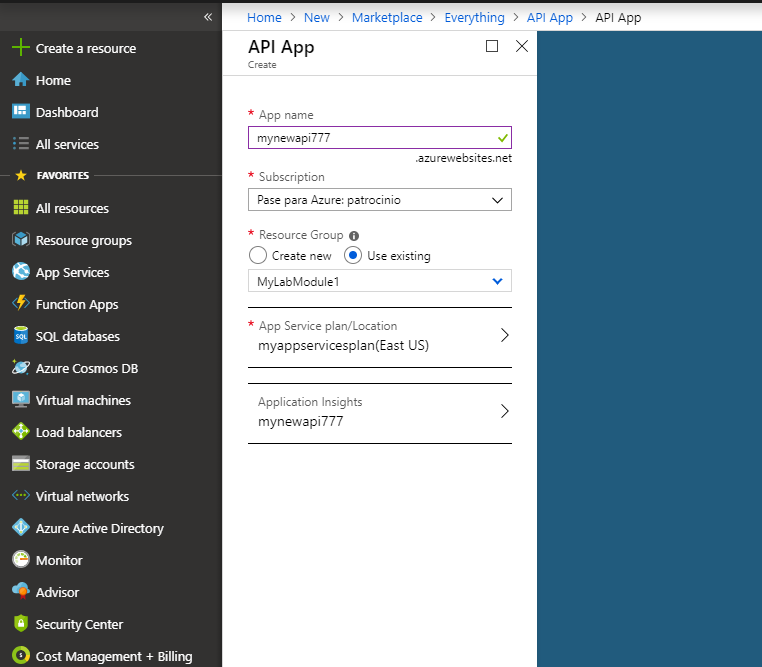 «
Create a resource
Home
Dashboard
All services
FAVORITES
All resources
Resource groups
App Services
Function Apps
SQL
SQL databases
Azure Cosmos DB
Virtual machines
Load balancers
Storage accounts
Virtual networks
Azure Active Directory
Monitor
Advisor
Security Center
Cost Management + Billing
Home > New > Marketplace > Everything > API App > API App
API App
Create
* App name
mynewapi777
.azurewebsites.net
* Subscription
Pase para Azure: patrocinio
* Resource Group
Create new Use existing
MyLabModule1
* App Service plan/Location
myappservicesplan(East US)
Application Insights
mynewapi777